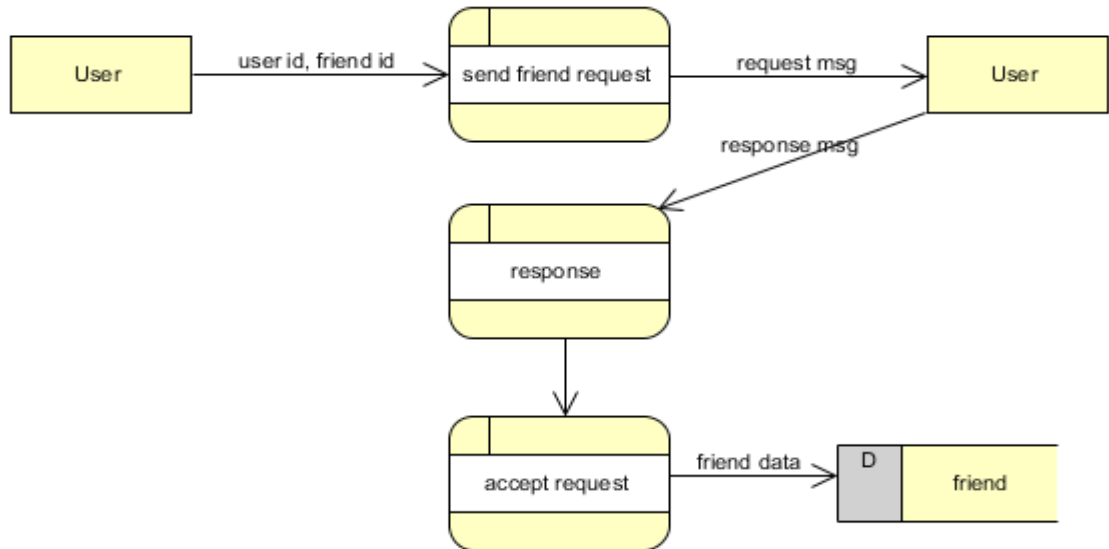 User
user id, friend id
send friend request
request msg
User
response msg
response
accept request
friend data
D
friend